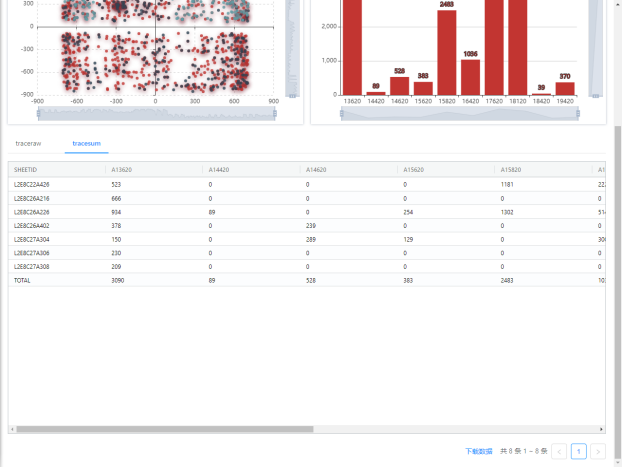 300
0
-300
-600
-900
-900 -600 -300 0 300 600 900
2,000
1,000
0
89
528
383
2483
1036
39
370
13620 14420 14620 15620 15820 16420 17620 18120 18420 19420
traceraw tracesum
SHEETID A13620 A14420 A14620 A15620 A15820
L2E8C22A426 523 0 0 0 1181
L2E8C26A216 666 0 0 0 0 0
L2E8C26A226 934 89 0 254 1302
L2E8C26A402 378 0 239 0 0 0
L2E8C27A304 150 0 289 129 0
L2E8C27A306 230 0 0 0 0 0
L2E8C27A308 209 0 0 0 0 0
TOTAL 3090 89 528 383 2483
下载数据 共 8 条 1 - 8 条 < 1 >